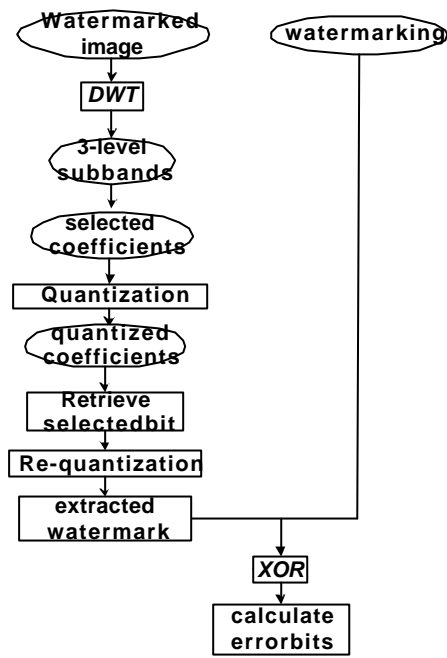 Watermarked
image
watermarking
DWT
3-level
subbands
selected
coefficients
Quantization
quantized
coefficients
Retrieve
selectedbit
Re-quantization
extracted
watermark
XOR
calculate
errorbits